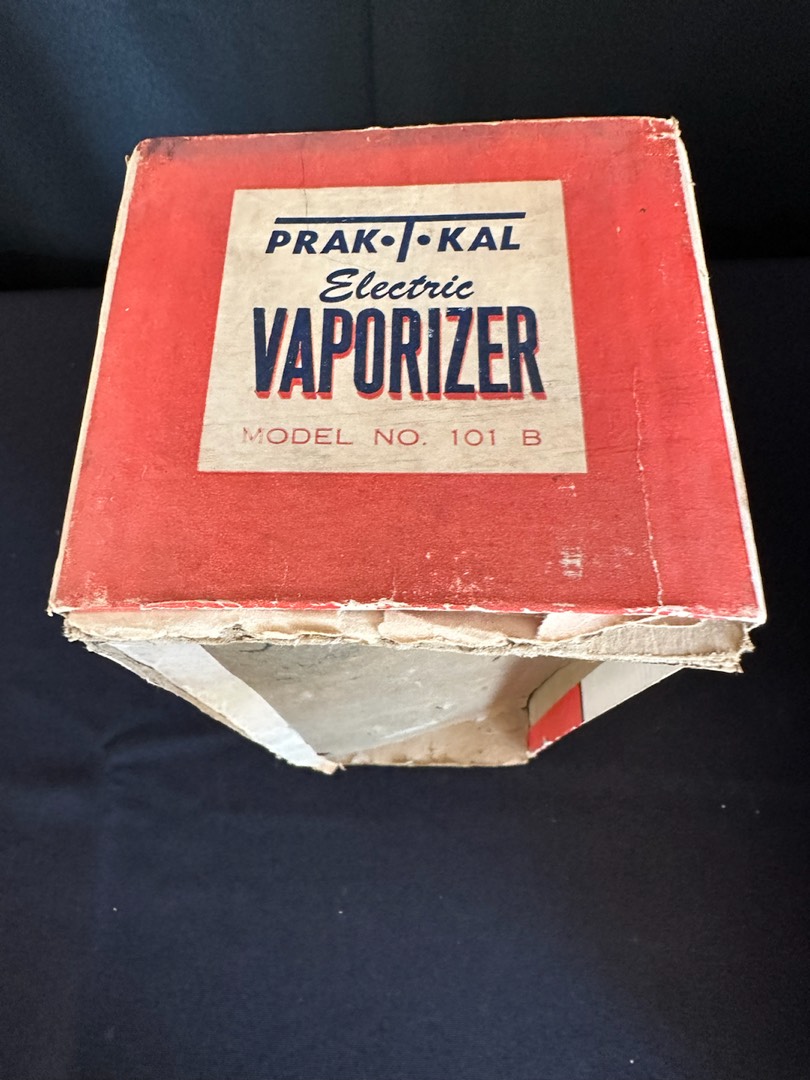 PRAK•T•KAL
Electric
VAPORIZER
MODEL NO. 101 B